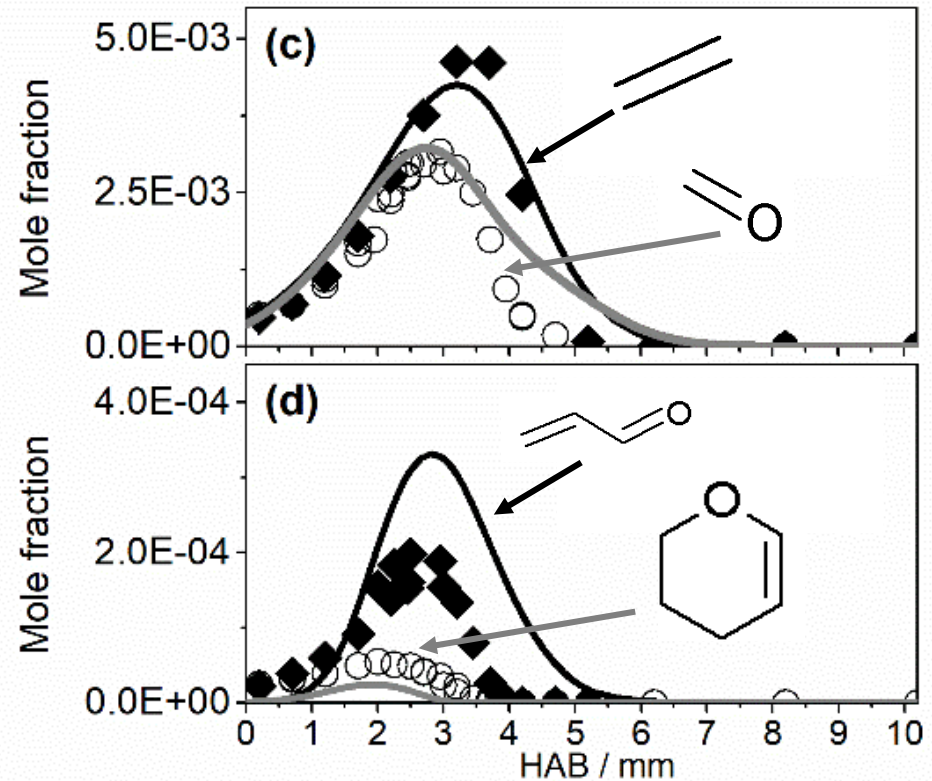 5.0E-03
(c)
2.5E-03
O
0.0E+00
Mole fraction
4.0E-04
(d)
O
O
2.0E-04
0.0E+00
Mole fraction
0 1 2 3 4 5 6 7 8 9 10
HAB / mm